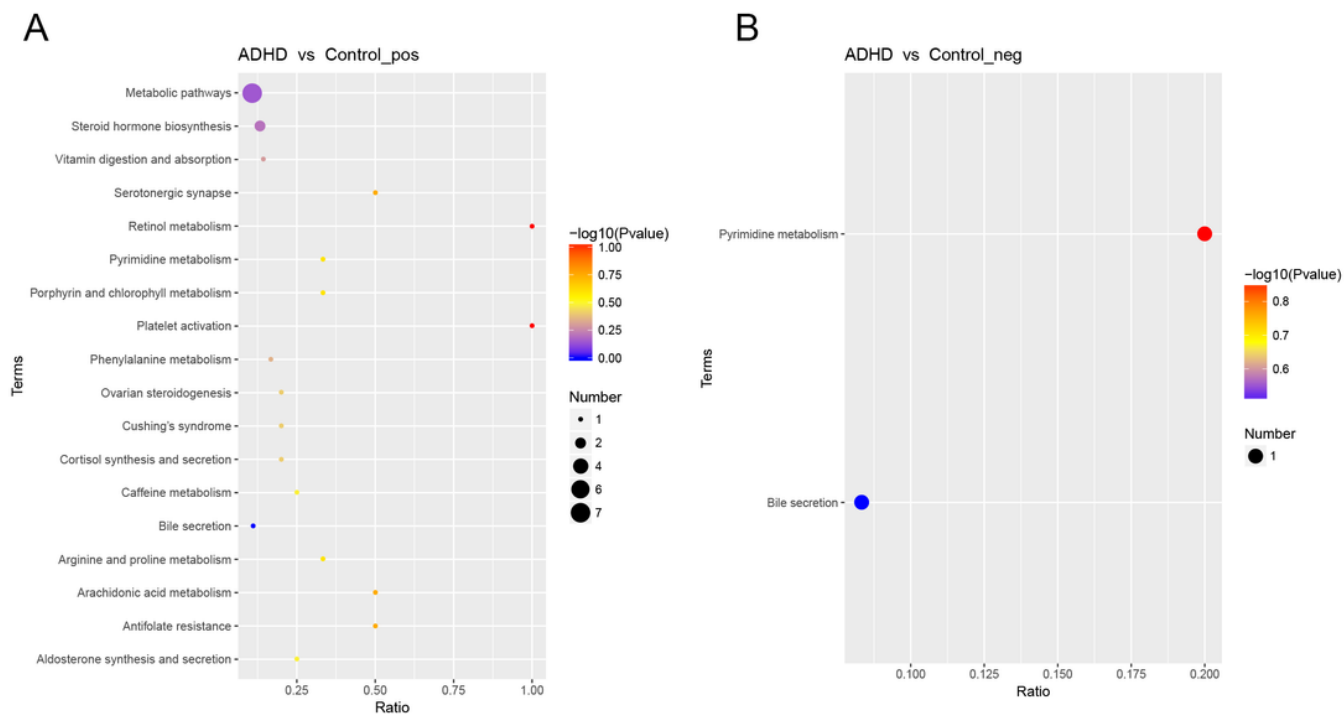 A
ADHD vs Control_pos
Metabolic pathways
Steroid hormone biosynthesis
Vitamin digestion and absorption
Serotonergic synapse
Retinol metabolism
Pyrimidine metabolism
Porphyrin and chlorophyll metabolism
Platelet activation
Phenylalanine metabolism
Ovarian steroidogenesis
Cushing's syndrome
Cortisol synthesis and secretion
Caffeine metabolism
Bile secretion
Arginine and proline metabolism
Arachidonic acid metabolism
Antifolate resistance
Aldosterone synthesis and secretion
Terms
0.25 0.50 0.75 1.00
Ratio
−log10(Pvalue)
1.00
0.75
0.50
0.25
0.00
Number
1
2
4
6
7
B
ADHD vs Control_neg
Pyrimidine metabolism
Bile secretion
Terms
0.100 0.125 0.150 0.175 0.200
Ratio
−log10(Pvalue)
0.8
0.7
0.6
Number
1